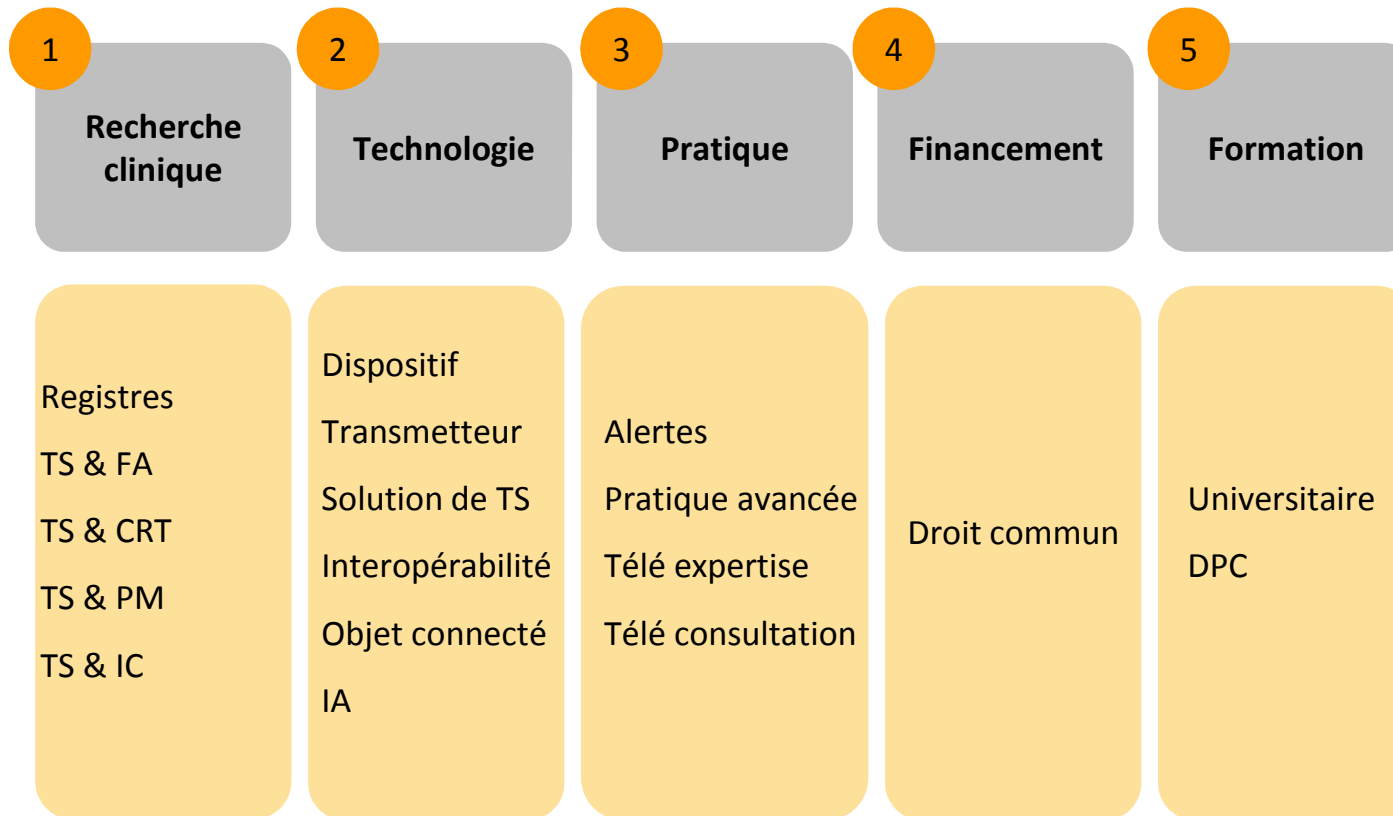 1
Recherche
clinique
2
Technologie
3
Pratique
4
Financement
5
Formation
Registres
TS & FA
TS & CRT
TS & PM
TS & IC
Dispositif
Transmetteur
Solution de TS
Interopérabilité
Objet connecté
IA
Alertes
Pratique avancée
Télé expertise
Télé consultation
Droit commun
Universitaire
DPC